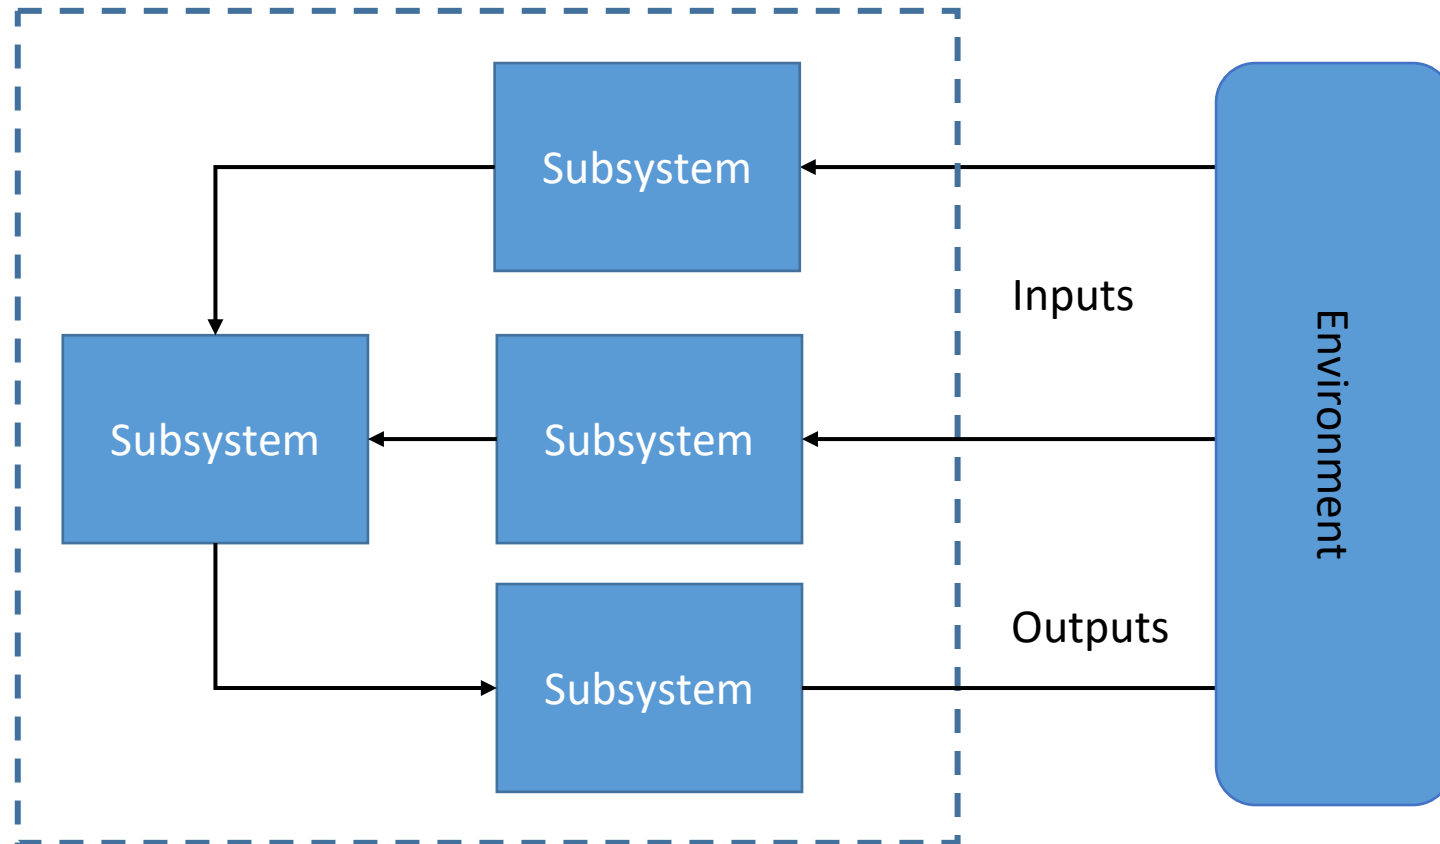 Subsystem
Inputs
Environment
Subsystem
Subsystem
Outputs
Subsystem